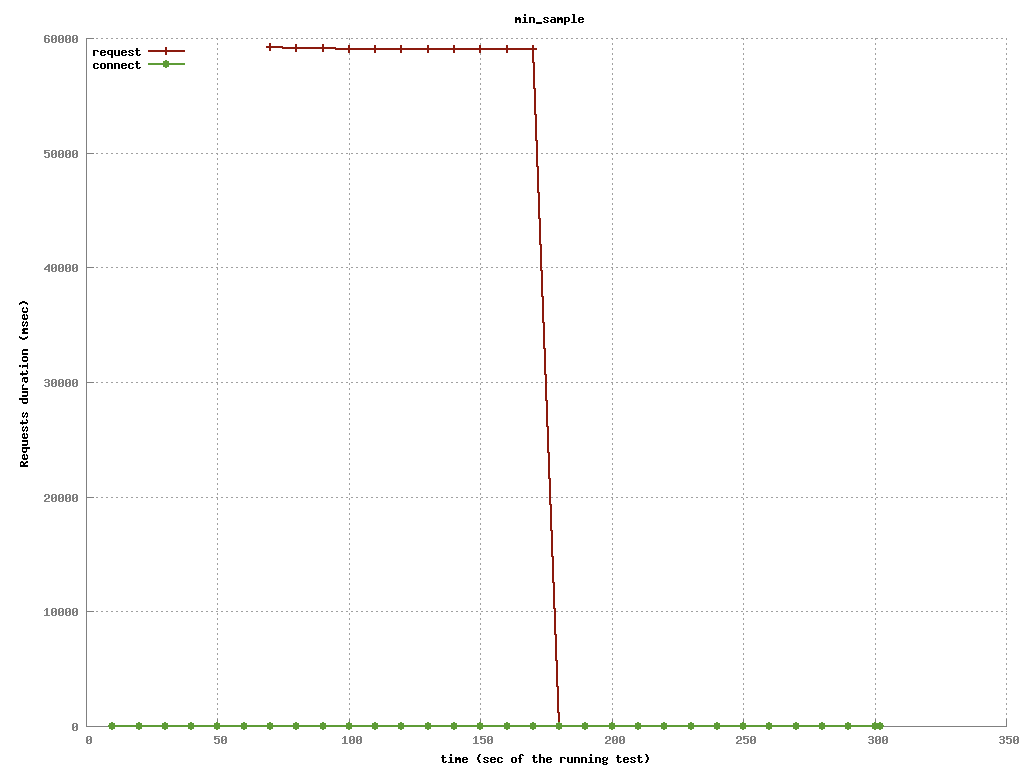 min_sample
60000
request
connect
50000
40000
30000
Requests duration (msec)
20000
10000
0
0 50 100 150 200 250 300 350
time (sec of the running test)